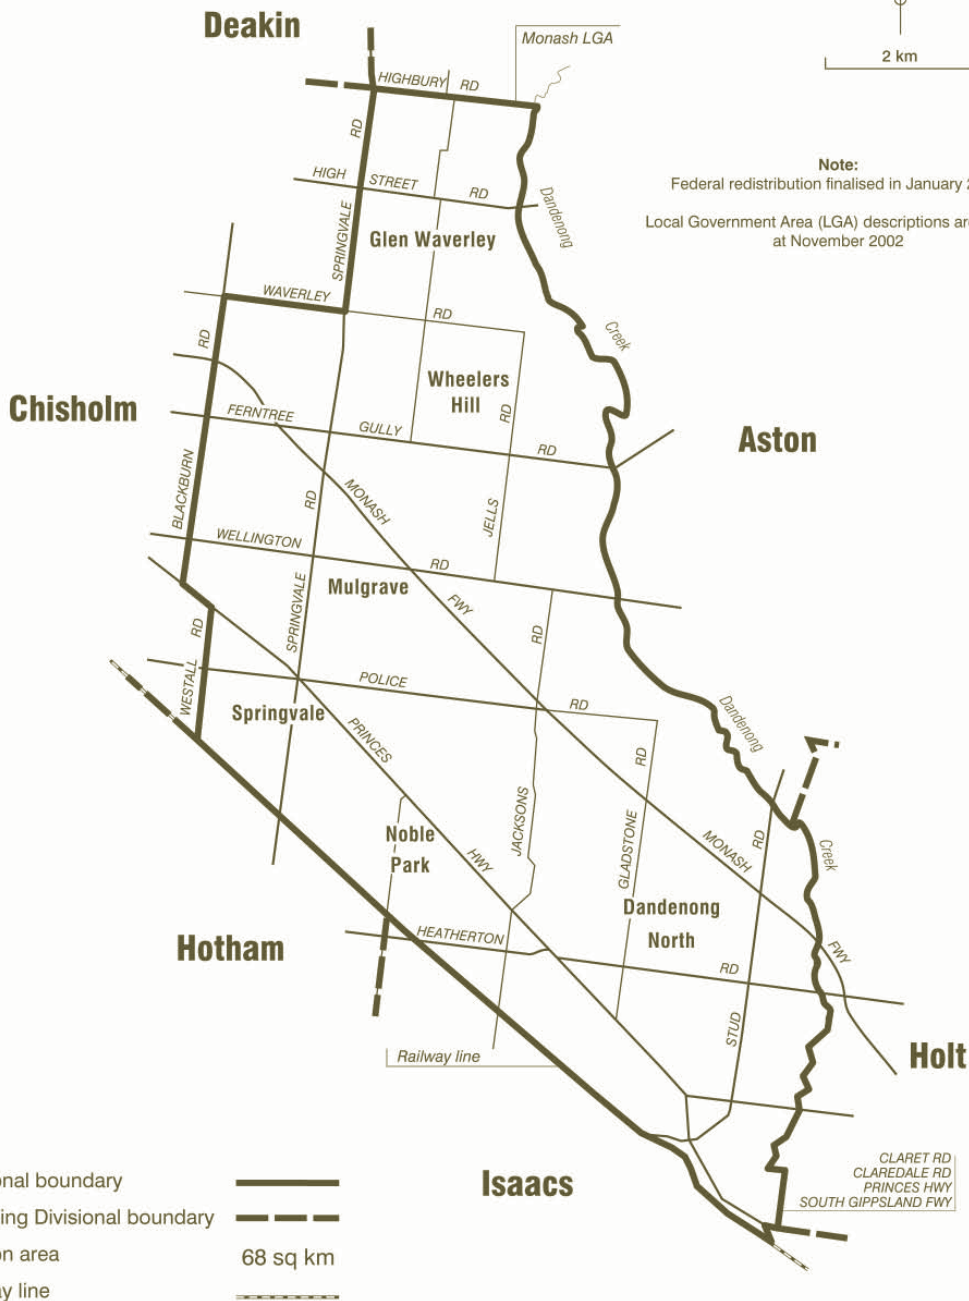 Deakin
Monash LGA
2 km
HIGHBURY RD
RD
Note:
Federal redistribution finalised in January
HIGH STREET RD
Local Government Area (LGA) descriptions
at November 2002
Dandenong
SPRINGVALE
Glen Waverley
WAVERLEY
RD
RD
Creek
Wheelers
Hill
Chisholm
FERNTREE GULLY RD
RD
Aston
BLACKBURN
MONASH
RD
JELLS
WELLINGTON RD
Mulgrave
FWY
SPRINGVALE
RD
RD
WESTALL
POLICE RD
Springvale
PRINCES
Dandenong
RD
JACKSONS
Noble
Park
HWY
GLADSTONE
MONASH
RD
Creek
Dandenong
North
Hotham
HEATHERTON RD
FWY
STUD
Railway line
Holt
Isaacs
CLARET RD
CLAREDALE RD
PRINCES HWY
SOUTH GIPPSLAND FWY
onal boundary
ing Divisional boundary
on area 68 sq km
ay line